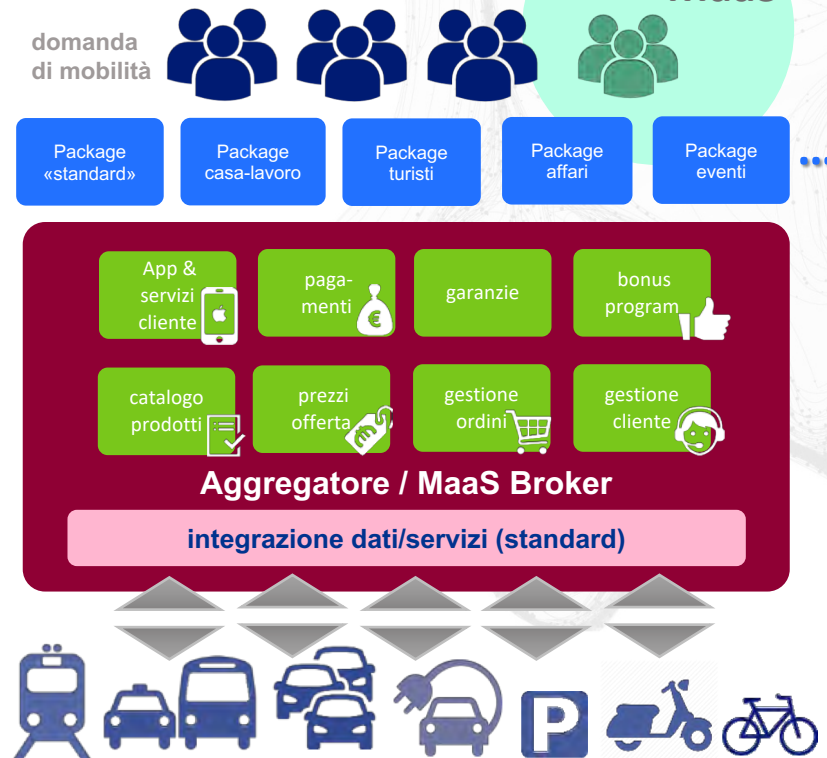 MaaS
domanda
di mobilità
Package
«standard»
Package
casa-lavoro
Package
turisti
Package
affari
Package
eventi
...
App &
servizi
cliente
paga-
menti
€
garanzie
bonus
program
catalogo
prodotti
prezzi
offerta
€
gestione
ordini
gestione
cliente
Aggregatore / MaaS Broker
integrazione dati/servizi (standard)
P